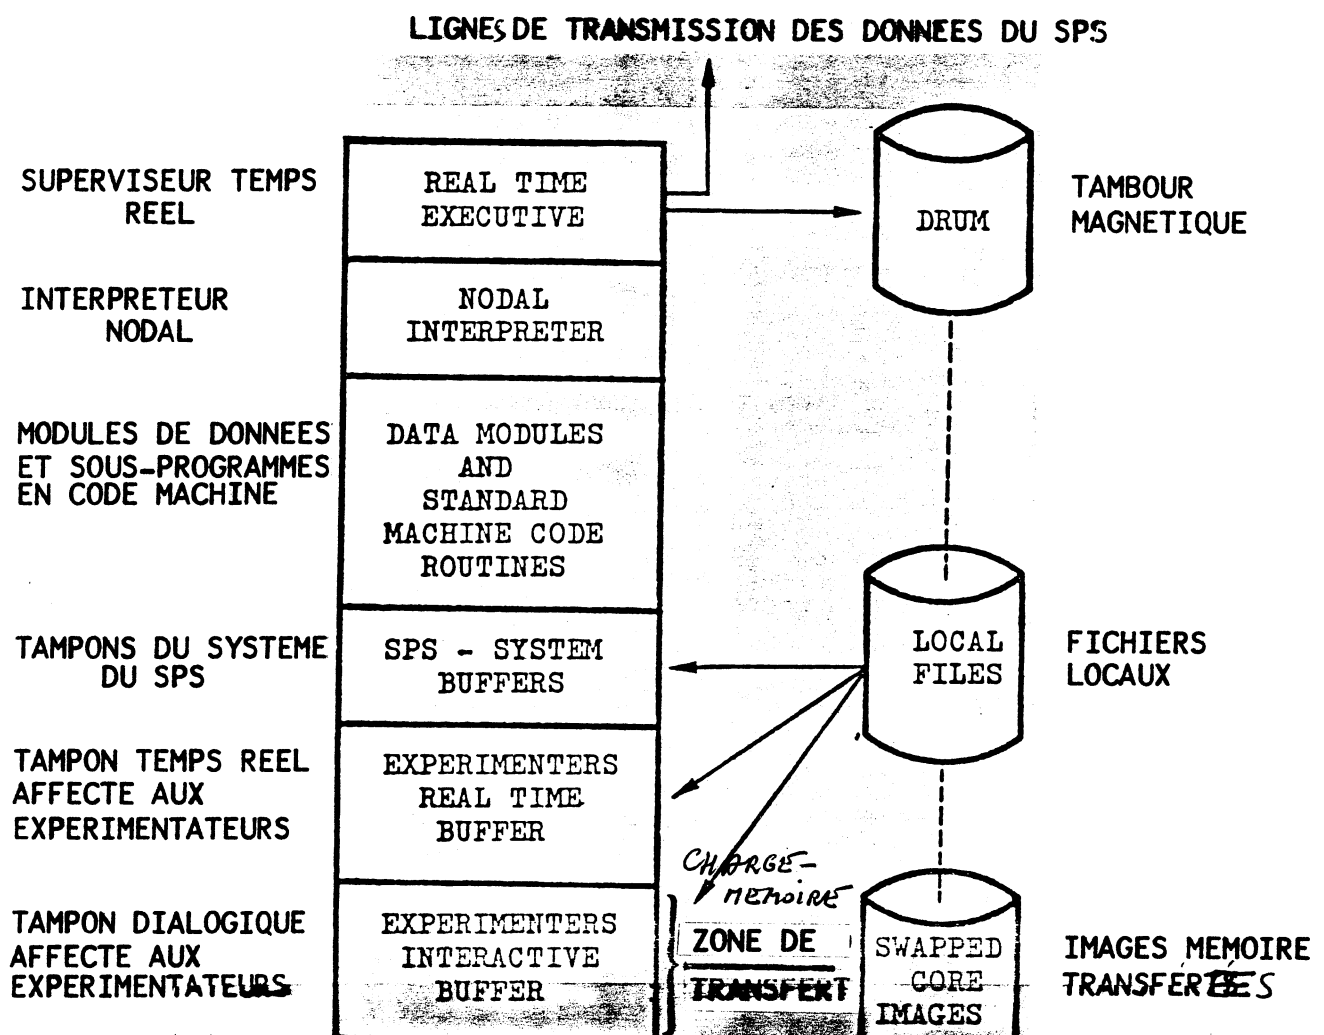 LIGNES DE TRANSMISSION DES DONNEES DU SPS
SUPERVISEUR TEMPS
REEL
REAL TIME
EXECUTIVE
DRUM
TAMBOUR
MAGNETIQUE
INTERPRETEUR
NODAL
NODAL
INTERPRETER
MODULES DE DONNEES
ET SOUS-PROGRAMMES
EN CODE MACHINE
DATA MODULES
AND
STANDARD
MACHINE CODE
ROUTINES
TAMPONS DU SYSTEME
DU SPS
SPS - SYSTEM
BUFFERS
LOCAL
FILES
FICHIERS
LOCAUX
TAMPON TEMPS REEL
AFFECTE AUX
EXPERIMENTATEURS
EXPERIMENTERS
REAL TIME
BUFFER
CHARGE-
MEMOIRE
TAMPON DIALOGIQUE
AFFECTE AUX
EXPERIMENTATEURS
EXPERIMENTERS
INTERACTIVE
BUFFER
ZONE DE
TRANSFERT
SWAPPED
CORE
IMAGES
IMAGES MEMOIRE
TRANSFERÉES